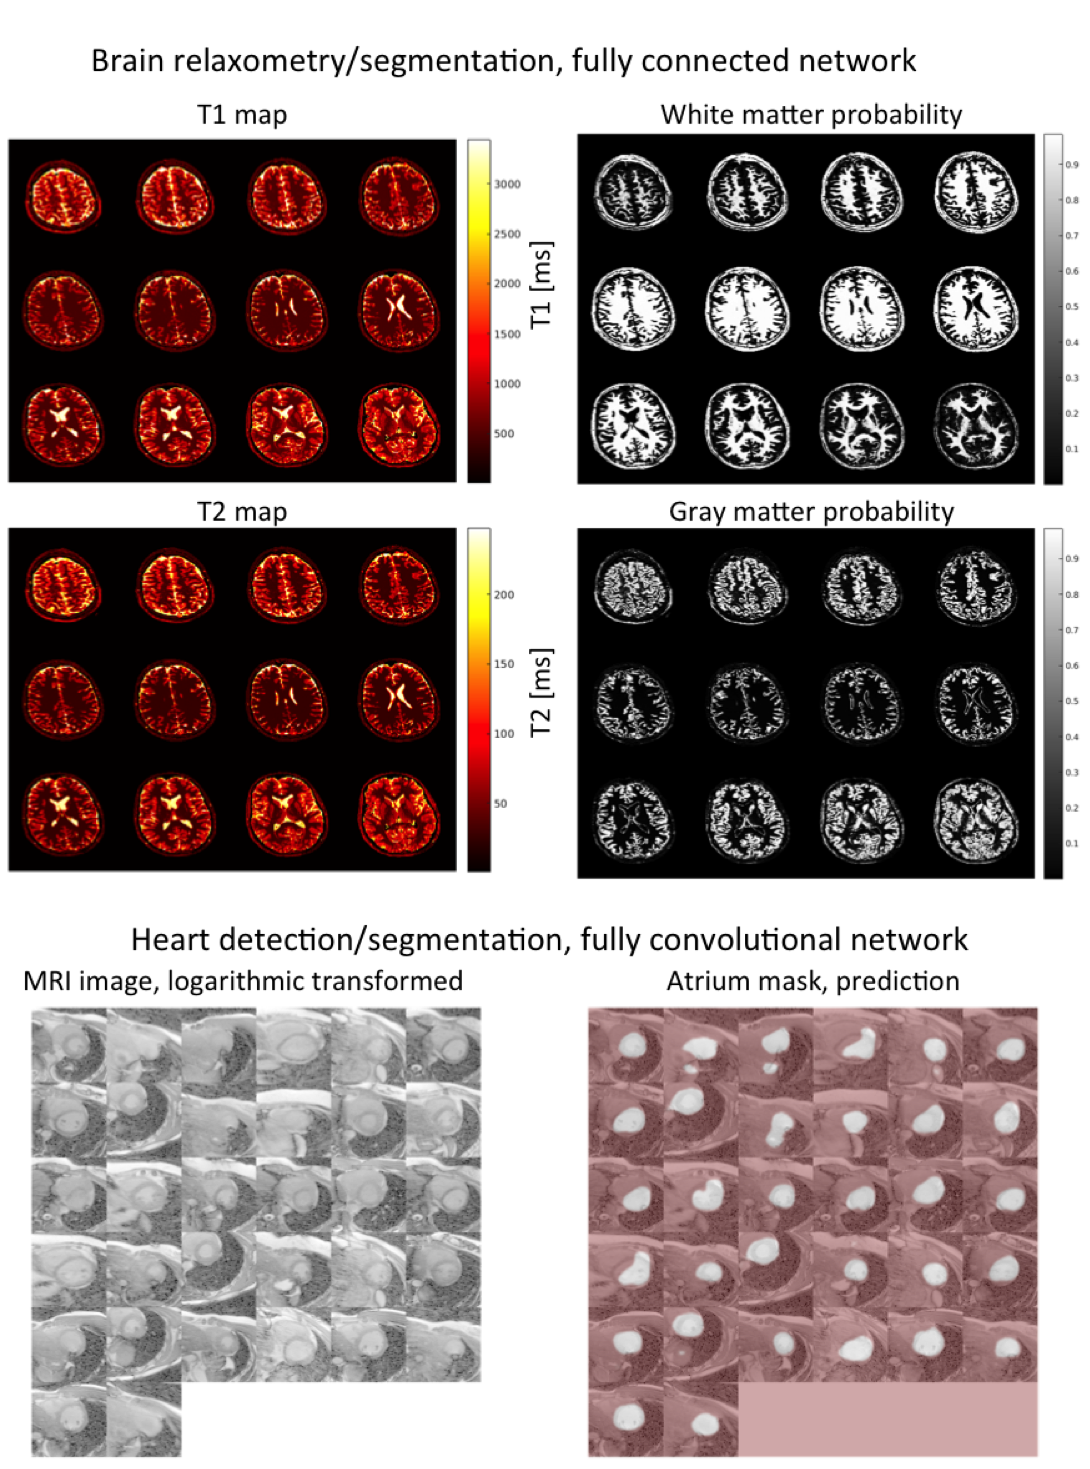 Brain relaxometry/segmentation, fully connected network
T1 map
White matter probability
3000
2500
2000
1500
1000
500
T1 [ms]
0.9
0.8
0.7
0.6
0.5
0.4
0.3
0.2
0.1
T2 map
Gray matter probability
200
150
100
50
T2 [ms]
0.9
0.8
0.7
0.6
0.5
0.4
0.3
0.2
0.1
Heart detection/segmentation, fully convolutional network
MRI image, logarithmic transformed
Atrium mask, prediction